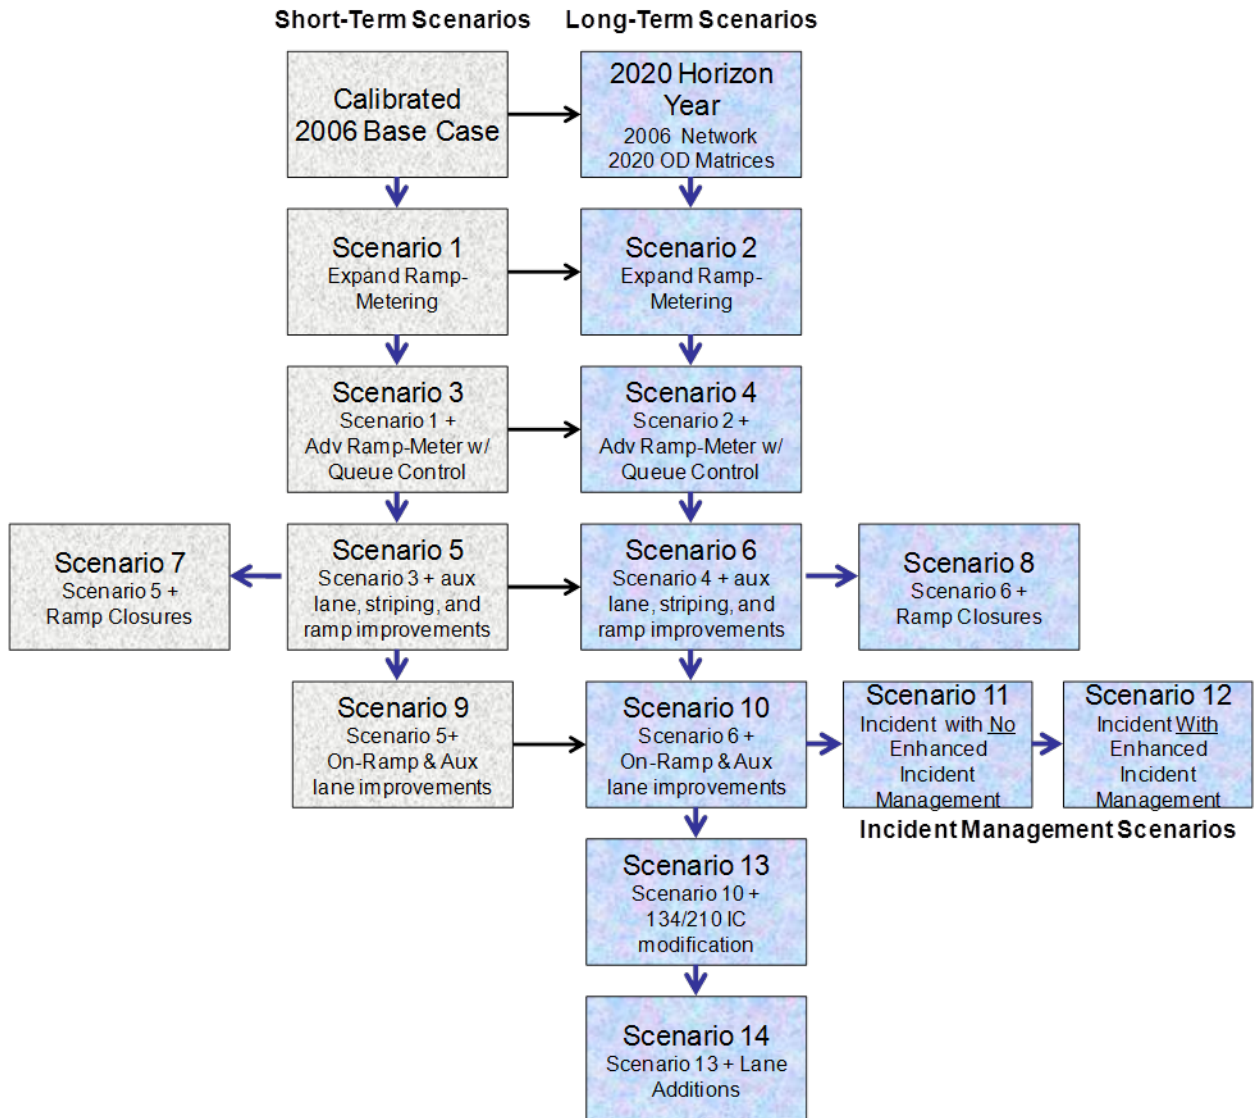 Short-Term Scenarios
Long-Term Scenarios
Calibrated
2006 Base Case
2020 Horizon
Year
2006 Network
2020 OD Matrices
Scenario 1
Expand Ramp-
Metering
Scenario 2
Expand Ramp-
Metering
Scenario 3
Scenario 1 +
Adv Ramp-Meter w/
Queue Control
Scenario 4
Scenario 2 +
Adv Ramp-Meter w/
Queue Control
Scenario 7
Scenario 5 +
Ramp Closures
Scenario 5
Scenario 3 + aux
lane, striping, and
ramp improvements
Scenario 6
Scenario 4 + aux
lane, striping, and
ramp improvements
Scenario 8
Scenario 6 +
Ramp Closures
Scenario 9
Scenario 5+
On-Ramp & Aux
lane improvements
Scenario 10
Scenario 6 +
On-Ramp & Aux
lane improvements
Scenario 11
Incident with No
Enhanced
Incident
Management
Scenario 12
Incident With
Enhanced
Incident
Management
Incident Management Scenarios
Scenario 13
Scenario 10 +
134/210 IC
modification
Scenario 14
Scenario 13 + Lane
Additions